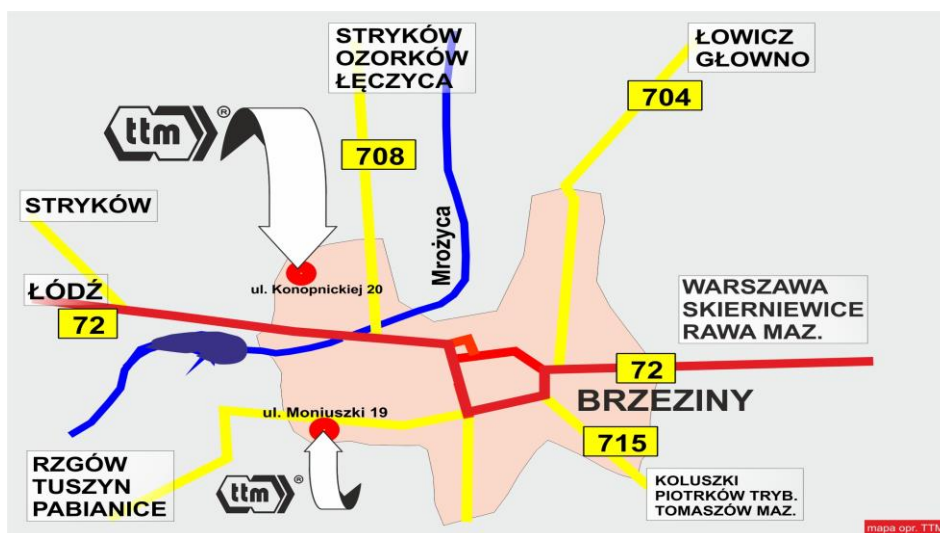 STRYKÓW
OZORKÓW
ŁĘCZYCA
ŁOWICZ
GŁOWNO
704
ttm®
708
STRYKÓW
Mrożyca
ul. Konopnickiej 20
ŁÓDŹ
72
WARSZAWA
SKIERNIEWICE
RAWA MAZ.
72
BRZEZINY
ul. Moniuszki 19
715
RZGÓW
TUSZYN
PABIANICE
ttm®
KOLUSZKI
PIOTRKÓW TRYB.
TOMASZÓW MAZ.
mapa opr. TTM